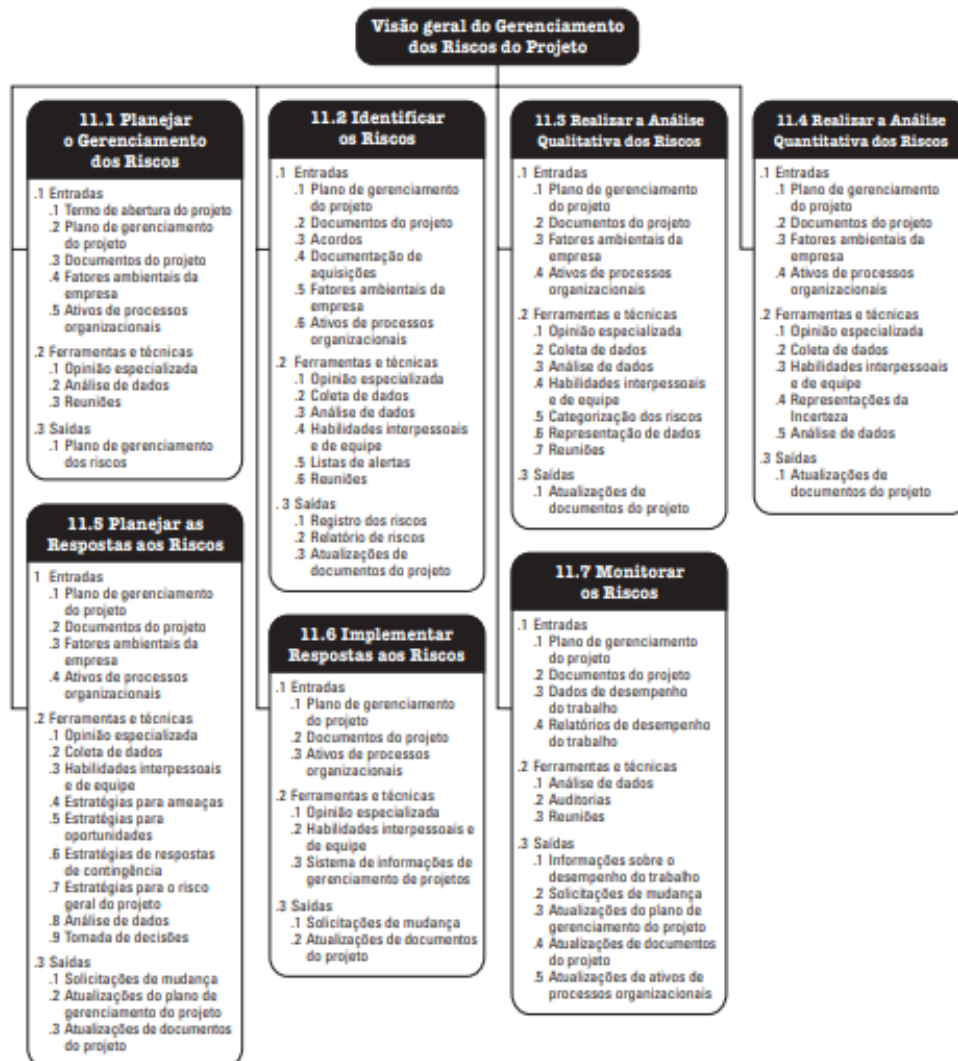 Visão geral do Gerenciamento
dos Riscos do Projeto
11.1 Planejar
o Gerenciamento
dos Riscos
.1 Entradas
.1 Termo de abertura do projeto
.2 Plano de gerenciamento
do projeto
.3 Documentos do projeto
.4 Fatores ambientais da
empresa
.5 Ativos de processos
organizacionais
.2 Ferramentas e técnicas
.1 Opinião especializada
.2 Análise de dados
.3 Reuniões
.3 Saídas
.1 Plano de gerenciamento
dos riscos
11.2 Identificar
os Riscos
.1 Entradas
.1 Plano de gerenciamento
do projeto
.2 Documentos do projeto
.3 Acordos
.4 Documentação de
aquisições
.5 Fatores ambientais da
empresa
.6 Ativos de processos
organizacionais
.2 Ferramentas e técnicas
.1 Opinião especializada
.2 Coleta de dados
.3 Análise de dados
.4 Habilidades interpessoais
e de equipe
.5 Listas de alertas
.6 Reuniões
.3 Saídas
.1 Registro dos riscos
.2 Relatório de riscos
.3 Atualizações de
documentos do projeto
11.3 Realizar a Análise
Qualitativa dos Riscos
.1 Entradas
.1 Plano de gerenciamento
do projeto
.2 Documentos do projeto
.3 Fatores ambientais da
empresa
.4 Ativos de processos
organizacionais
.2 Ferramentas e técnicas
.1 Opinião especializada
.2 Coleta de dados
.3 Análise de dados
.4 Habilidades interpessoais
e de equipe
.5 Categorização dos riscos
.6 Representação de dados
.7 Reuniões
.3 Saídas
.1 Atualizações de
documentos do projeto
11.4 Realizar a Análise
Quantitativa dos Riscos
.1 Entradas
.1 Plano de gerenciamento
do projeto
.2 Documentos do projeto
.3 Fatores ambientais da
empresa
.4 Ativos de processos
organizacionais
.2 Ferramentas e técnicas
.1 Opinião especializada
.2 Coleta de dados
.3 Habilidades interpessoais
e de equipe
.4 Representações da
Incerteza
.5 Análise de dados
.3 Saídas
.1 Atualizações de
documentos do projeto
11.5 Planejar as
Respostas aos Riscos
1 Entradas
.1 Plano de gerenciamento
do projeto
.2 Documentos do projeto
.3 Fatores ambientais da
empresa
.4 Ativos de processos
organizacionais
.2 Ferramentas e técnicas
.1 Opinião especializada
.2 Coleta de dados
.3 Habilidades interpessoais
e de equipe
.4 Estratégias para ameaças
.5 Estratégias para
oportunidades
.6 Estratégias de respostas
de contingência
.7 Estratégias para o risco
geral do projeto
.8 Análise de dados
.9 Tomada de decisões
.3 Saídas
.1 Solicitações de mudança
.2 Atualizações do plano de
gerenciamento do projeto
.3 Atualizações de documentos
do projeto
11.6 Implementar
Respostas aos Riscos
.1 Entradas
.1 Plano de gerenciamento
do projeto
.2 Documentos do projeto
.3 Ativos de processos
organizacionais
.2 Ferramentas e técnicas
.1 Opinião especializada
.2 Habilidades interpessoais e
de equipe
.3 Sistema de informações de
gerenciamento de projetos
.3 Saídas
.1 Solicitações de mudança
.2 Atualizações de documentos
do projeto
11.7 Monitorar
os Riscos
.1 Entradas
.1 Plano de gerenciamento
do projeto
.2 Documentos do projeto
.3 Dados de desempenho
do trabalho
.4 Relatórios de desempenho
do trabalho
.2 Ferramentas e técnicas
.1 Análise de dados
.2 Auditorias
.3 Reuniões
.3 Saídas
.1 Informações sobre o
desempenho do trabalho
.2 Solicitações de mudança
.3 Atualizações do plano de
gerenciamento do projeto
.4 Atualizações de documentos
do projeto
.5 Atualizações de ativos de
processos organizacionais